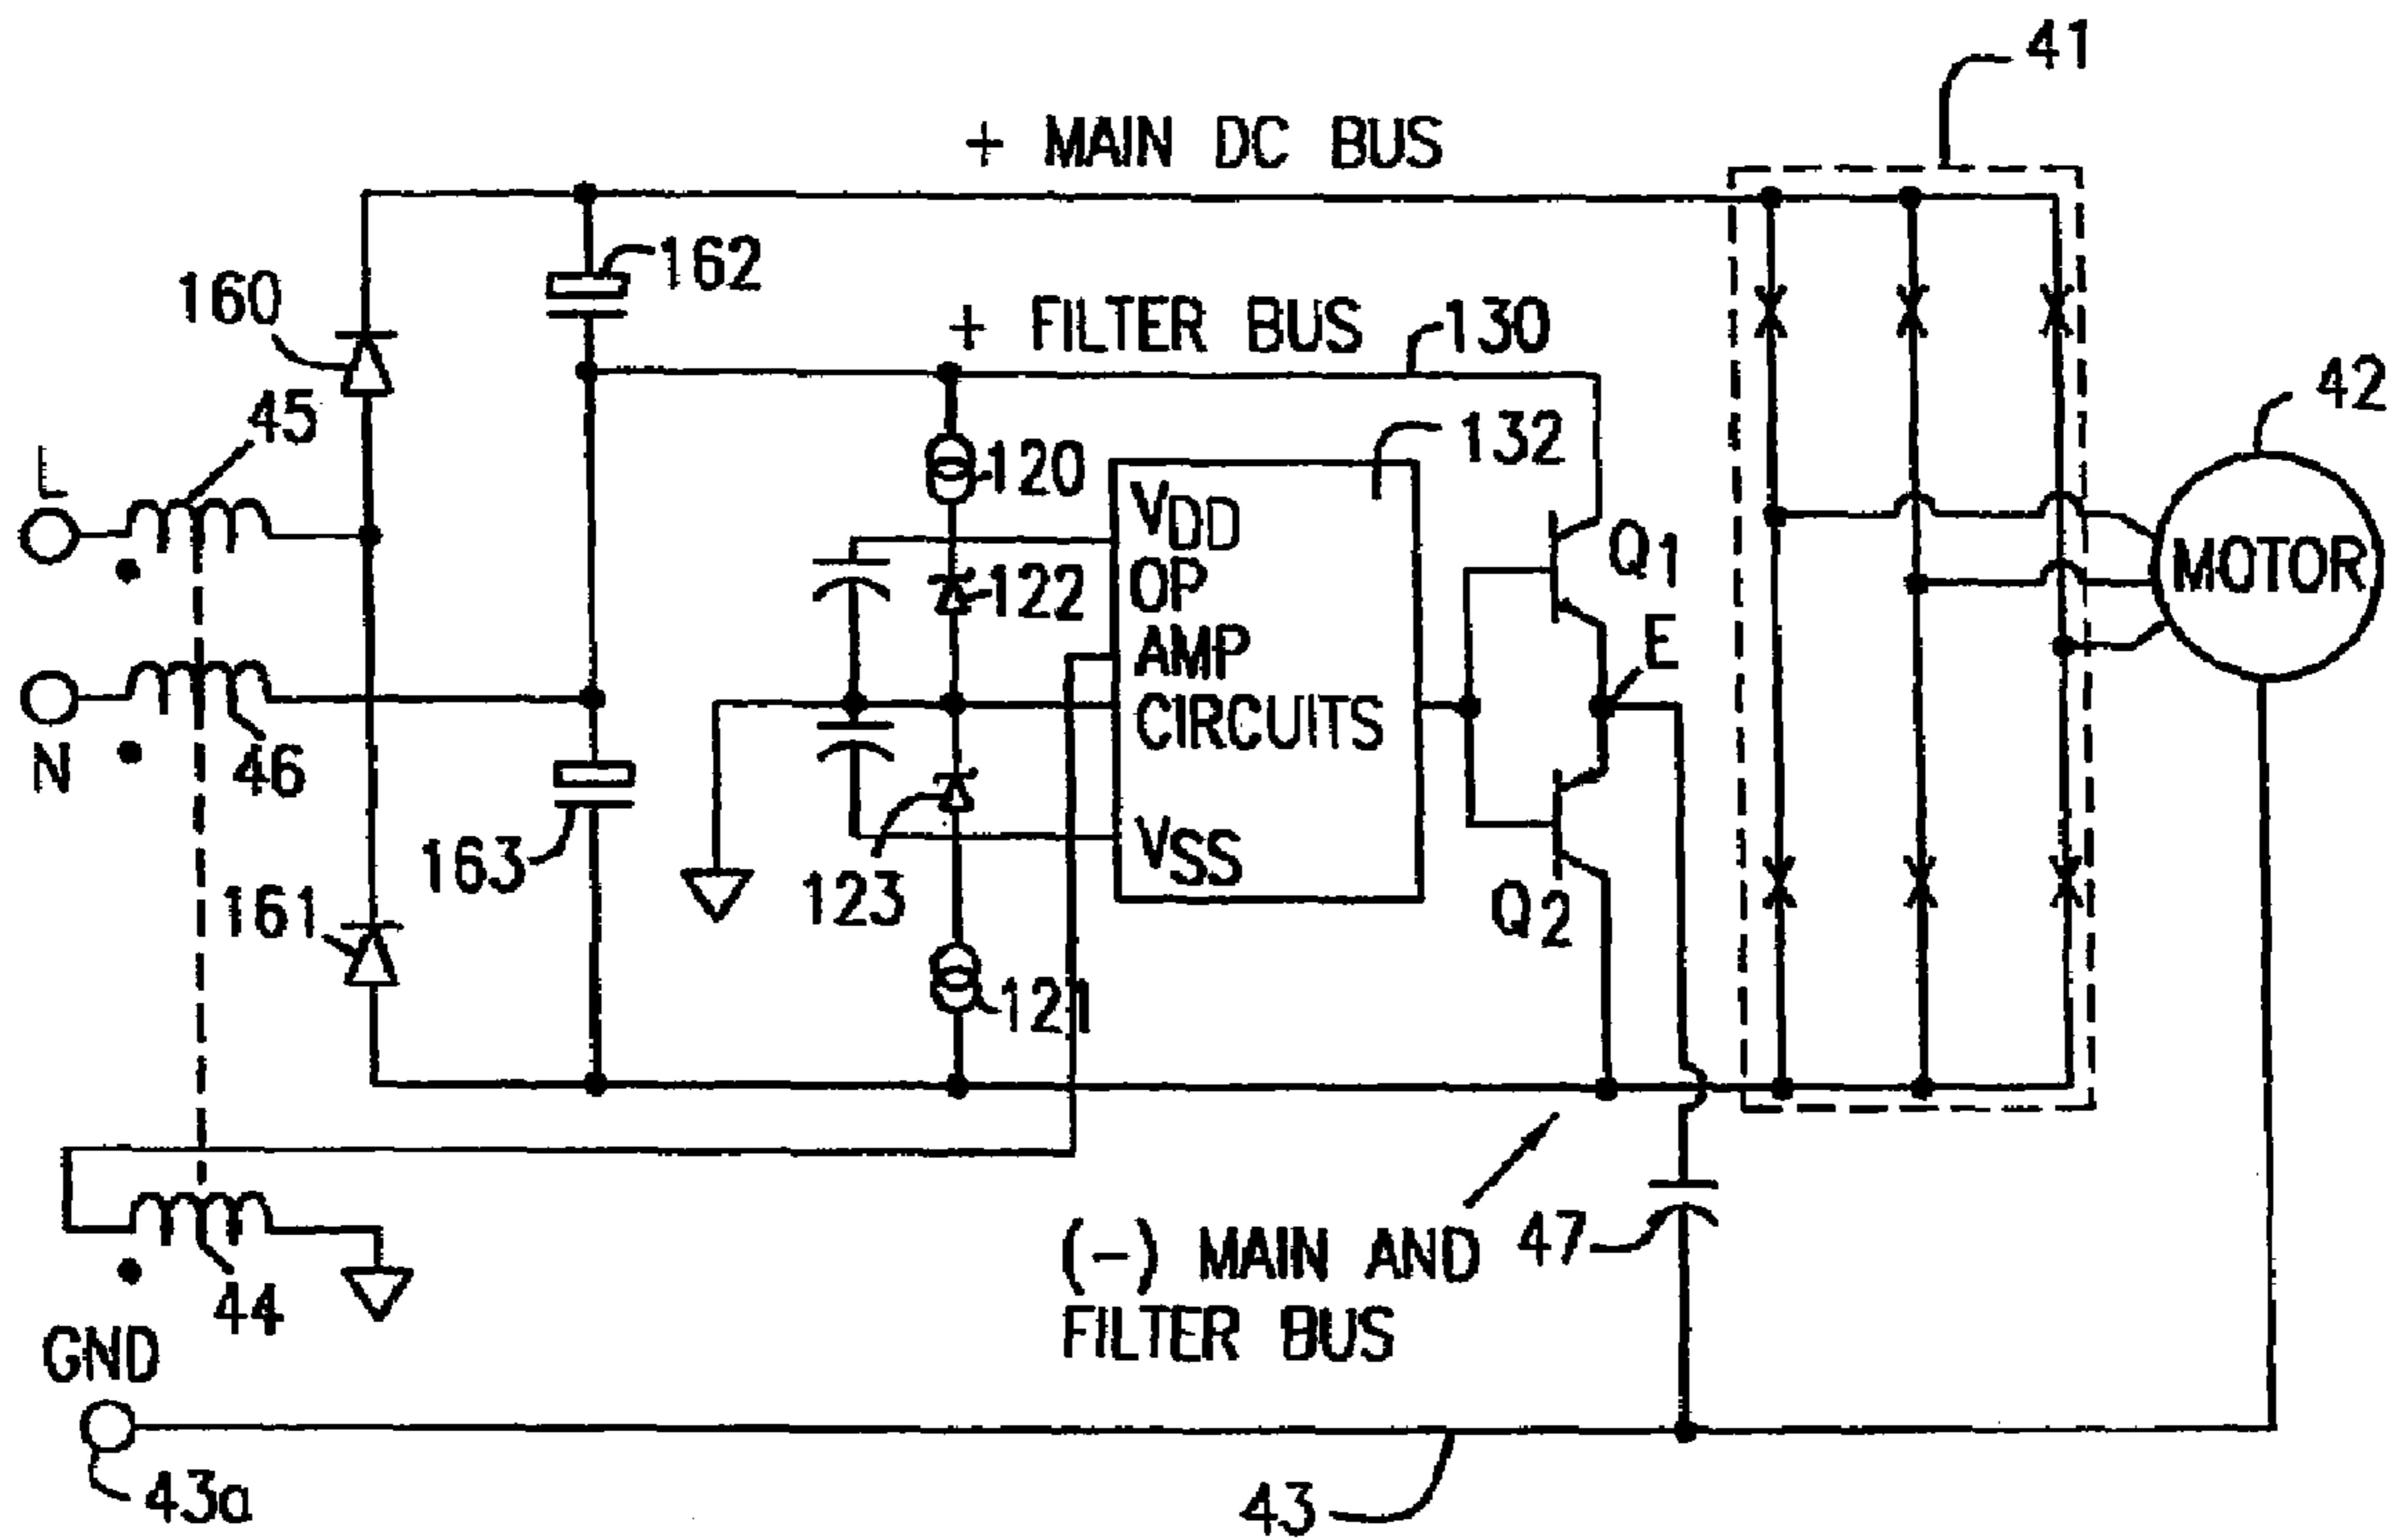 41
+ MAIN DC BUS
162
160
+ FILTER BUS
130
42
45
132
L
120
VDD
Q1
MOTOR
122
OP
AMP
E
CIRCUITS
N
46
163
VSS
123
161
Q2
121
(-) MAIN AND
FILTER BUS
47
44
GND
43a
43